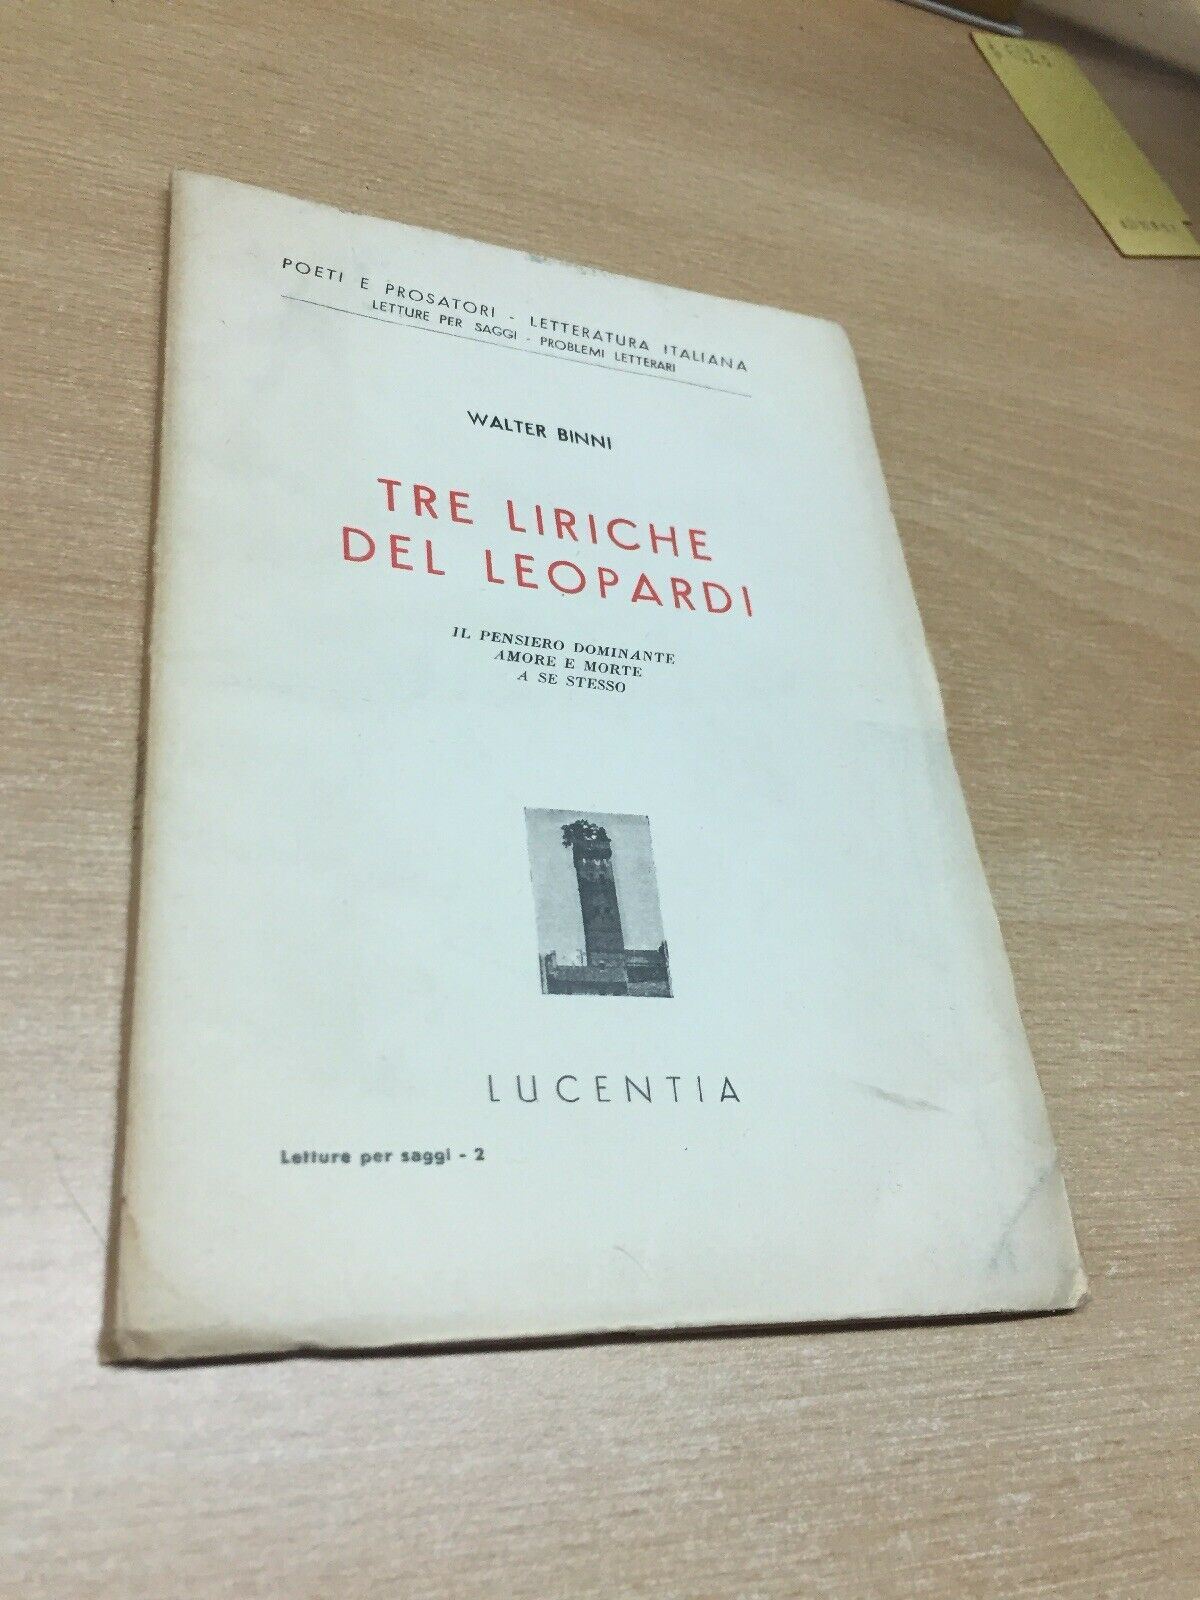 POETI E PROSATORI - LETTERATURA ITALIANA
LETTURE PER SAGGI - PROBLEMI LETTERARI
WALTER BINNI
TRE LIRICHE
DEL LEOPARDI
IL PENSIERO DOMINANTE
AMORE E MORTE
A SE STESSO
LUCENTIA
Letture per saggi - 2